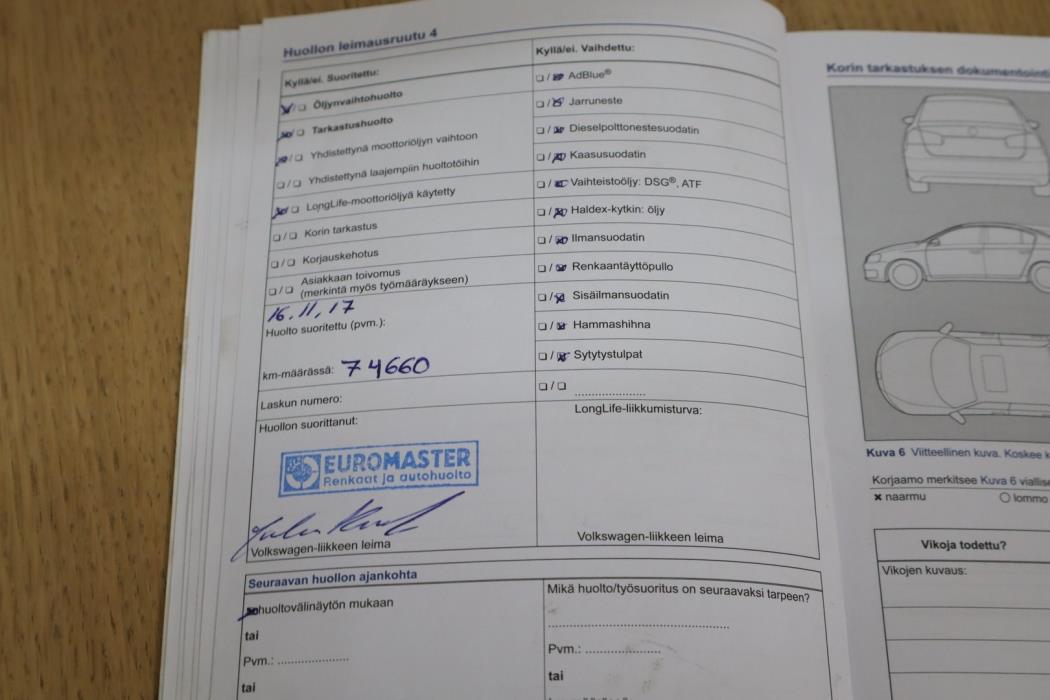 Huollon leimausruutu 4
Kyllä/ei. Suoritettu:
Öljynvaihtohuolto
Tarkastushuolto
Yhdistettynä moottoriöljyn vaihtoon
Yhdistettynä laajempiin huoltotöihin
LongLife-moottoriöljyä käytetty
Korin tarkastus
Korjauskehotus
Asiakkaan toivomus
(merkintä myös työmääräykseen)
16.11.17
Huolto suoritettu (pvm.):
km-määrässä: 74660
Laskun numero:
Huollon suorittanut:
EUROMASTER
Renkaat ja autohuolto
Volkswagen-liikkeen leima
Kyllä/ei. Vaihdettu:
AdBlue®
Jarruneste
Dieselpolttonestesuodatin
Kaasusuodatin
Vaihteistoöljy: DSG®, ATF
Haldex-kytkin: öljy
Ilmansuodatin
Renkaantäyttöpullo
Sisäilmansuodatin
Hammashihna
Sytytystulpat
LongLife-liikkumisturva:
Volkswagen-liikkeen leima
Seuraavan huollon ajankohta
huoltovälinäytön mukaan
tai
Pvm.:
tai
Mikä huolto/työsuoritus on seuraavaksi tarpeen?
Pvm.:
tai
Korin tarkastuksen dokumentointi
Kuva 6 Viitteellinen kuva. Koskee
Korjaamo merkitsee Kuva 6
naarmu
lommo
Vikoja todettu?
Vikojen kuvaus: